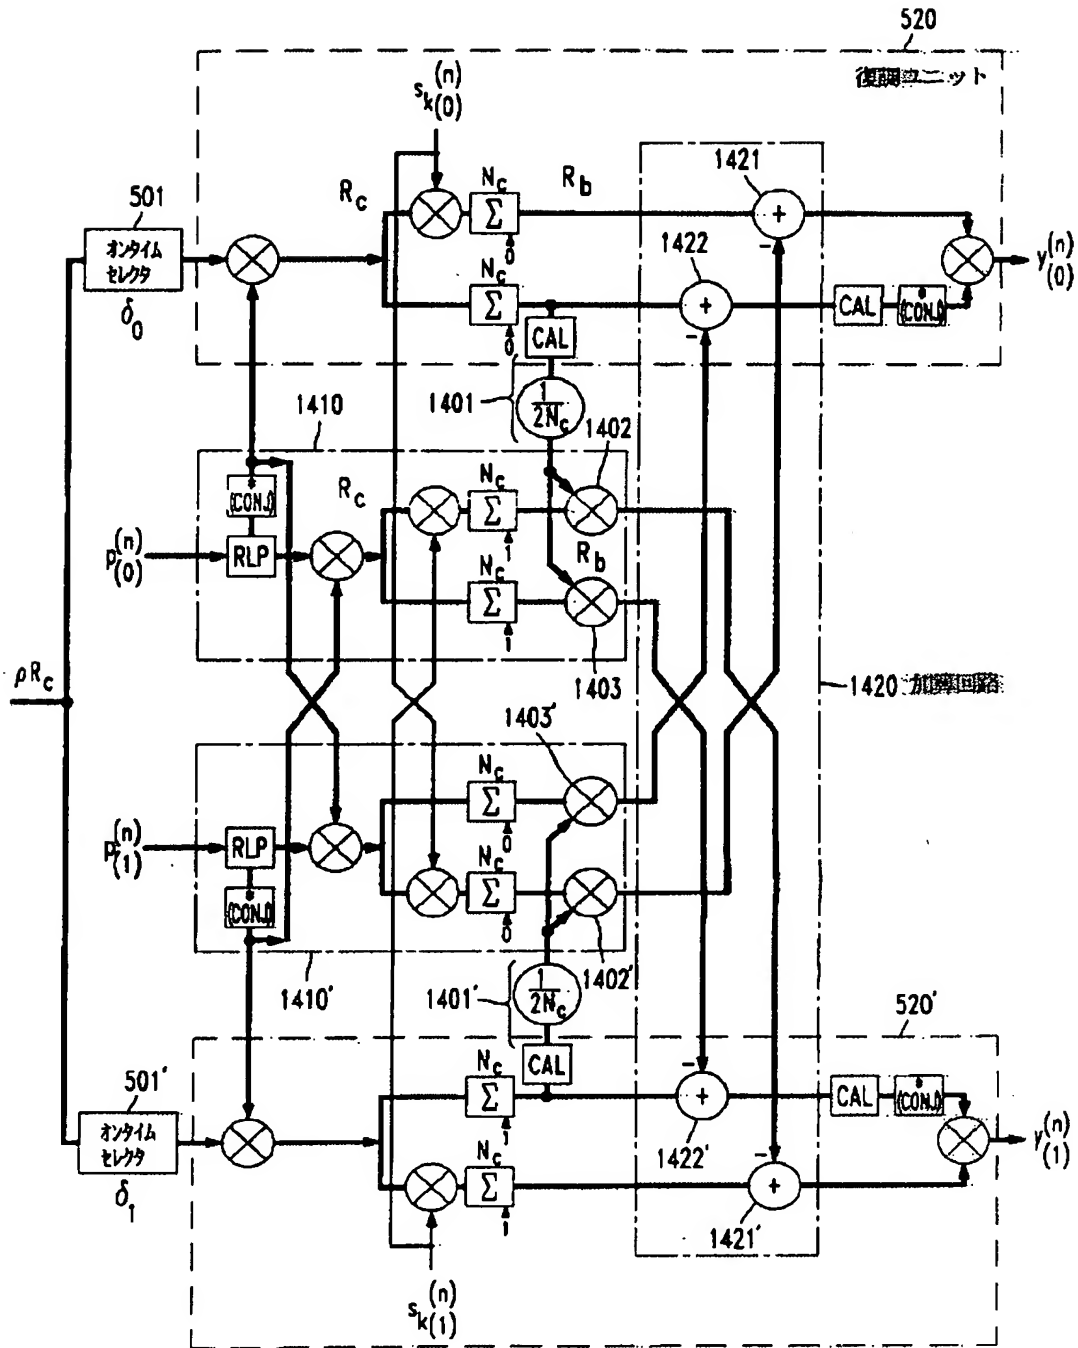 520
復調ユニット
s_k(0)^(n)
1421
R_c
N_c
R_b
501
Σ
+
オンタイム
セレクタ
1422
y_(0)^(n)
δ_0
0
-
N_c
Σ
+
CAL
*
(CONJ)
0
CAL
-
1410
1401
1/2N_c
1402
*
(CONJ)
R_c
N_c
Σ
p_(0)^(n)
RLP
1
R_b
N_c
Σ
1
1403
ρR_c
1420 加算回路
1403'
N_c
Σ
0
p_(1)^(n)
RLP
N_c
*
(CONJ)
Σ
0
1410'
1401'
1/2N_c
1402'
520'
CAL
N_c
-
Σ
+
CAL
*
(CONJ)
501'
1
オンタイム
セレクタ
N_c
1422'
-
y_(1)^(n)
δ_1
Σ
+
1
1421'
s_k(1)^(n)